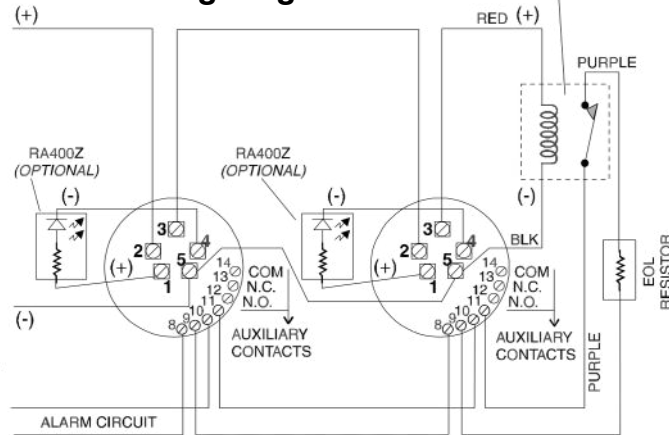 (+)
RED (+)
PURPLE
RA400Z
(OPTIONAL)
(-)
3
2
4
(+)
5
1
14
13
12
11
10
9
8
COM
N.C.
N.O.
AUXILIARY
CONTACTS
(-)
RA400Z
(OPTIONAL)
(-)
3
2
4
(+)
5
1
14
13
12
11
10
9
8
COM
N.C.
N.O.
AUXILIARY
CONTACTS
(-)
BLK
EOL
RESISTOR
PURPLE
ALARM CIRCUIT